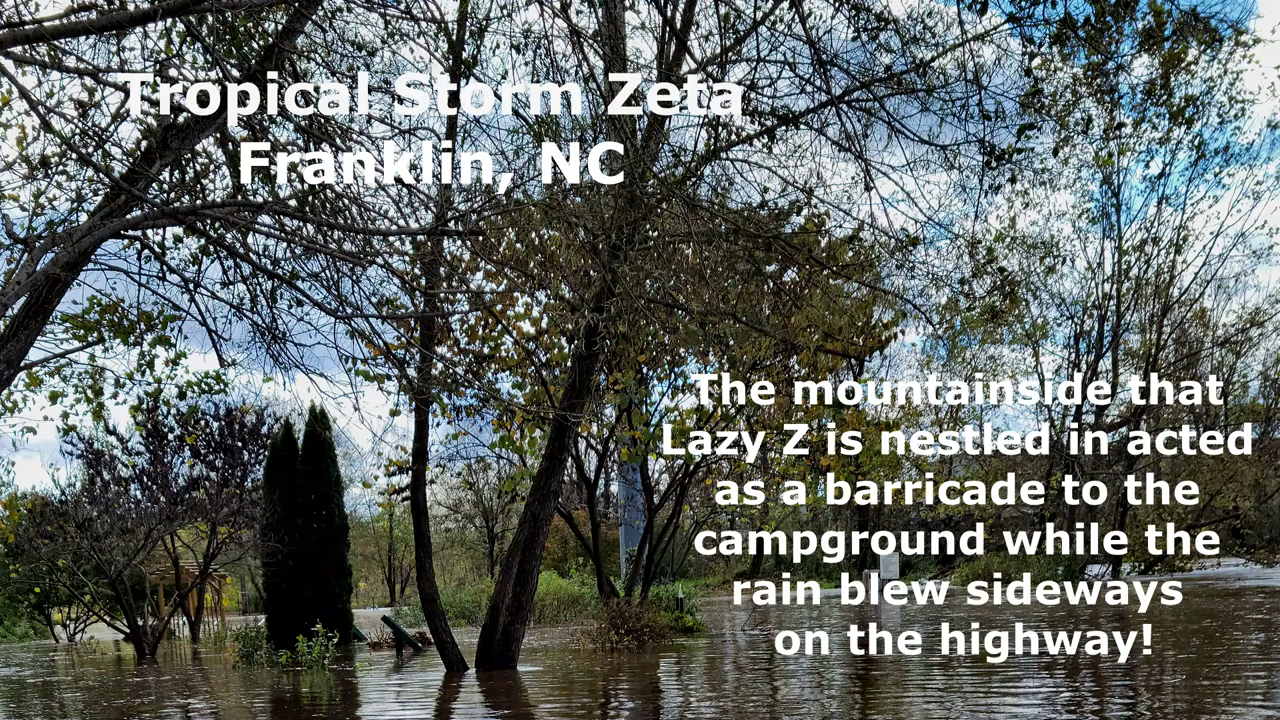 Tropical Storm Zeta
Franklin, NC
The mountainside that
Lazy Z is nestled in acted
as a barricade to the
campground while the
rain blew sideways
on the highway!